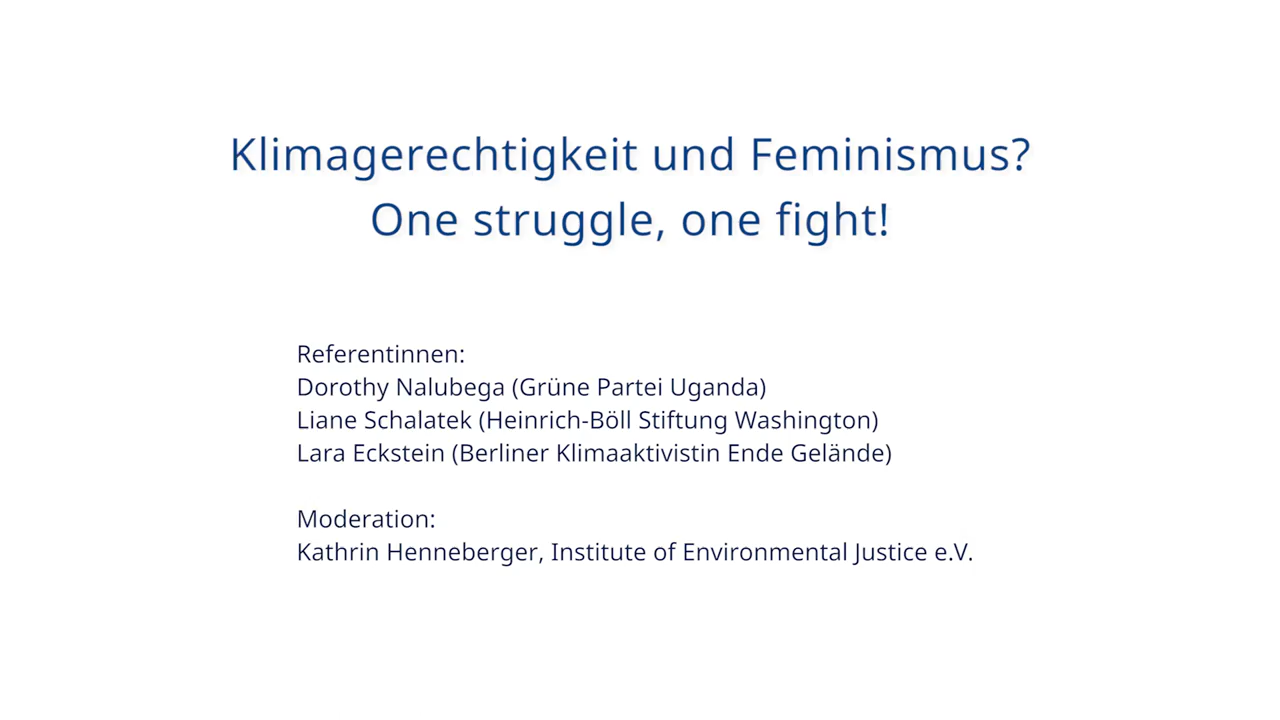 Klimagerechtigkeit und Feminismus?
One struggle, one fight!
Referentinnen:
Dorothy Nalubega (Grüne Partei Uganda)
Liane Schalatek (Heinrich-Böll Stiftung Washington)
Lara Eckstein (Berliner Klimaaktivistin Ende Gelände)
Moderation:
Kathrin Henneberger, Institute of Environmental Justice e.V.